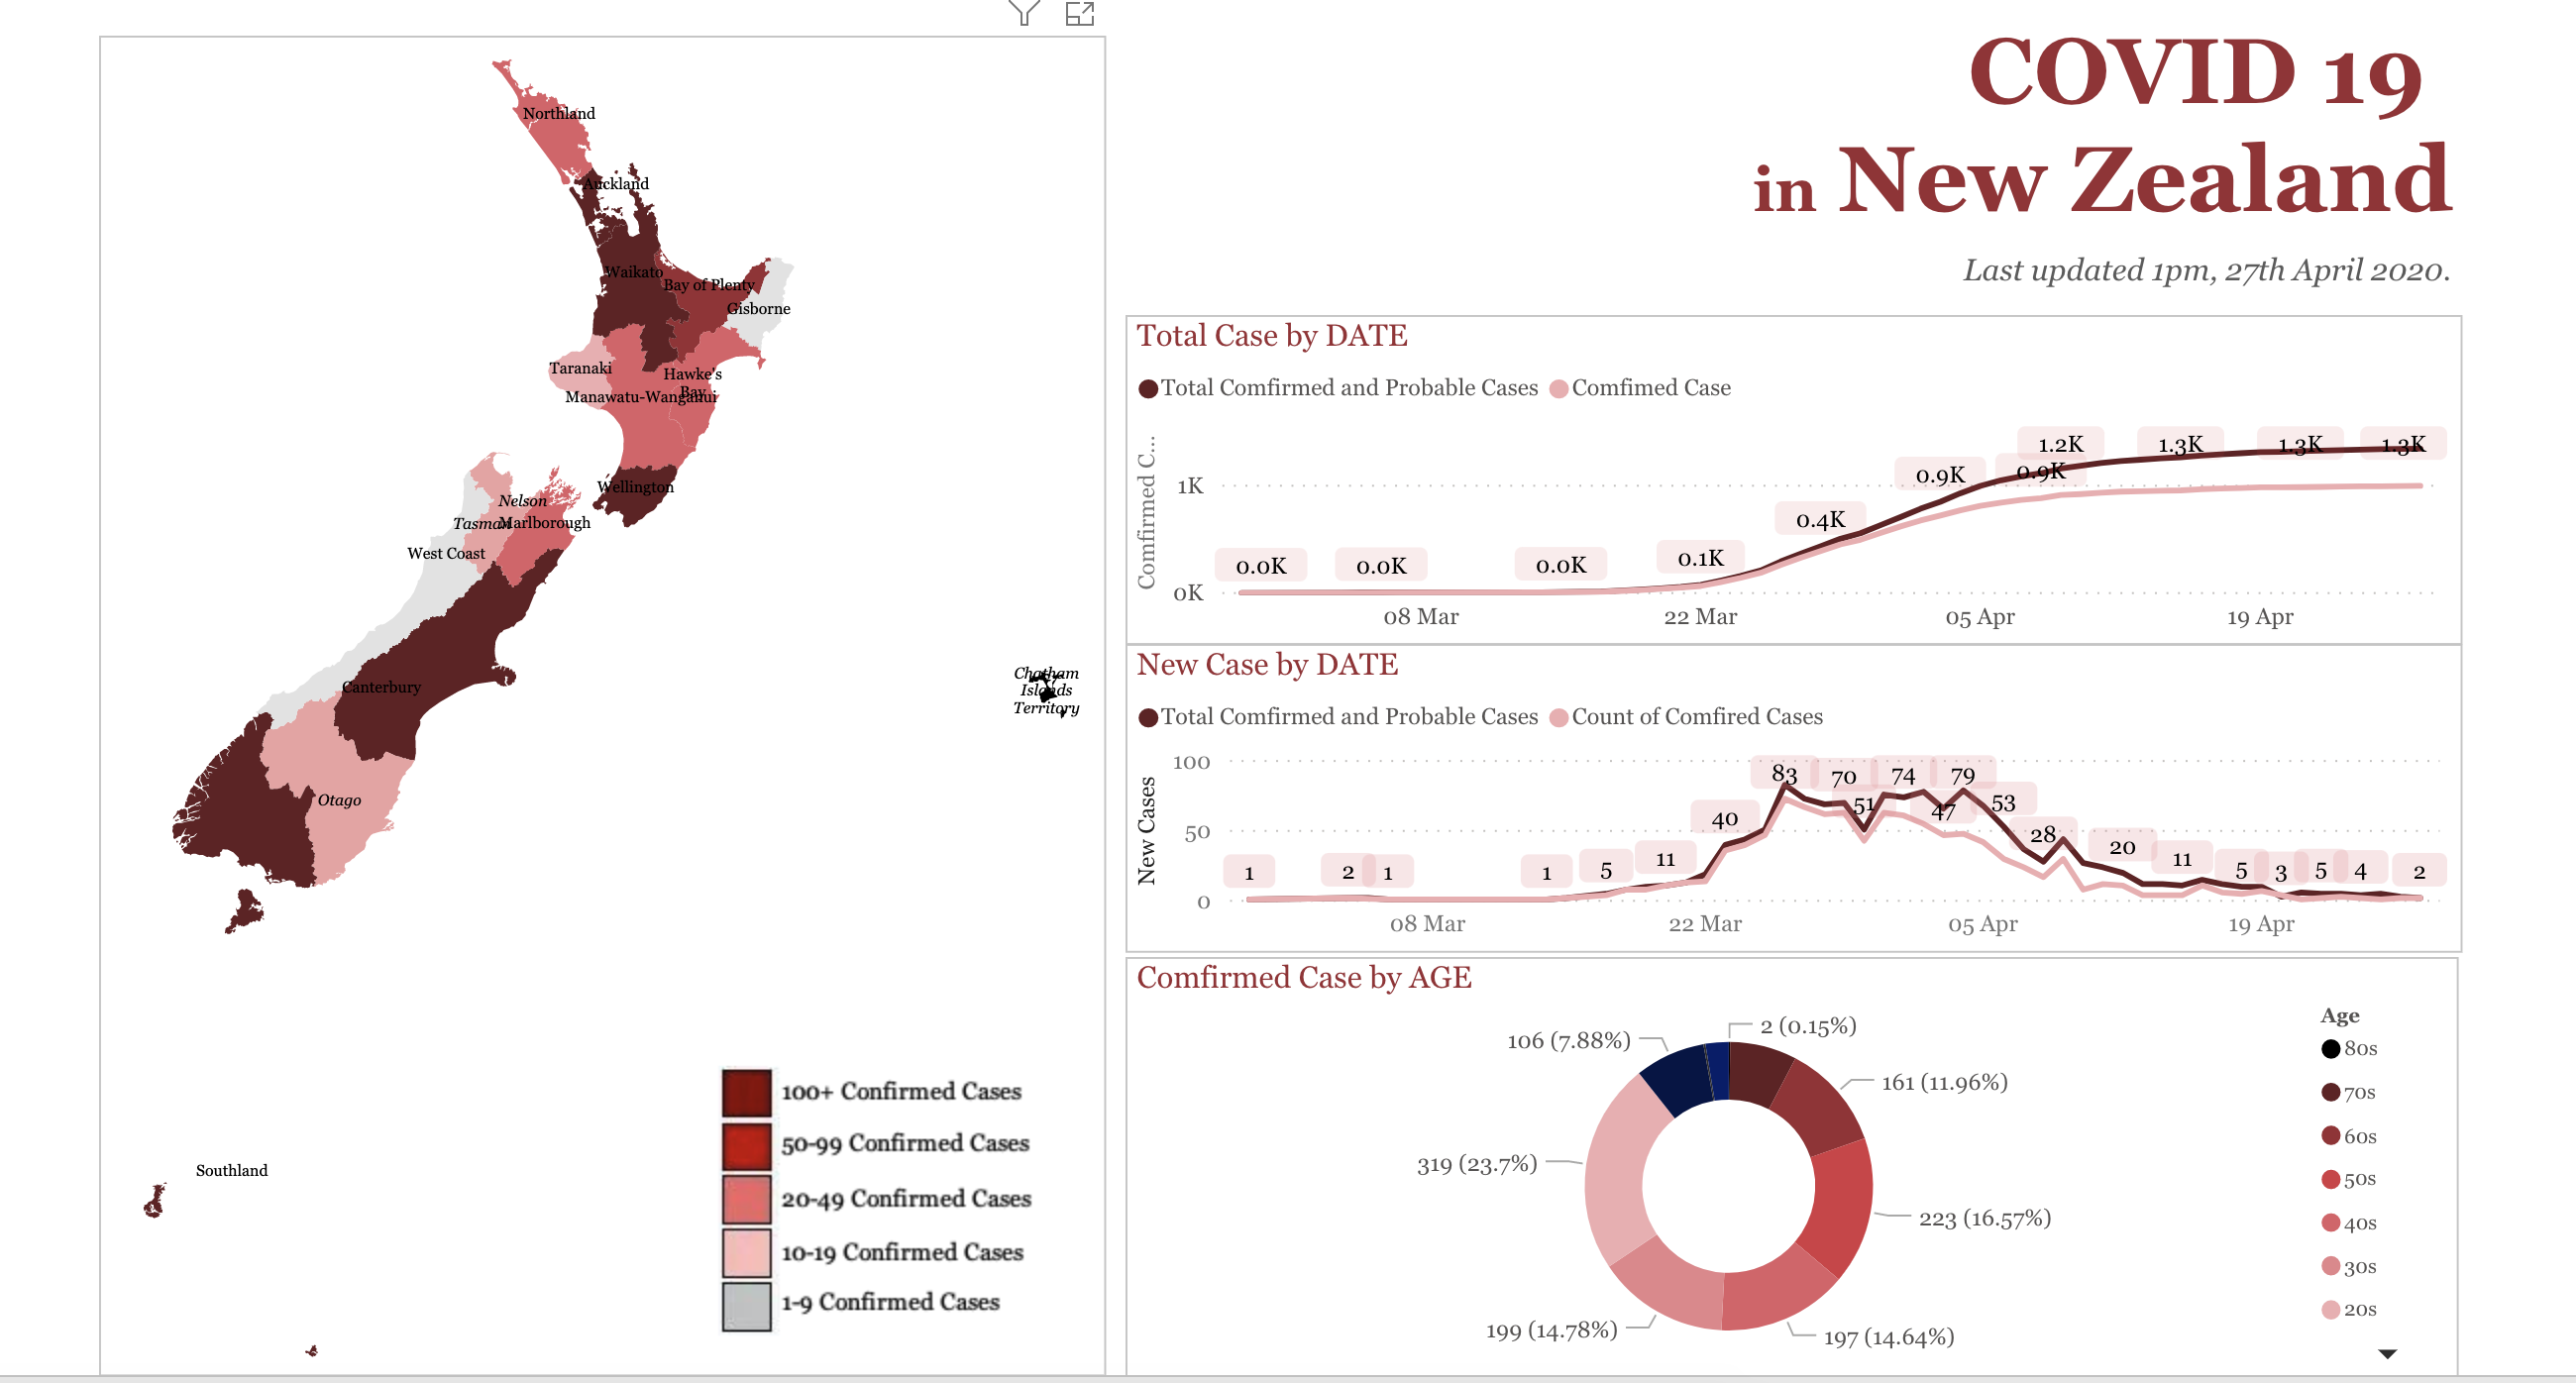 COVID 19
in New Zealand
Last updated 1pm, 27th April 2020.
Northland
Auckland
Waikato
Bay of Plenty
Gisborne
Taranaki
Hawke's
Bay
Manawatu-Wanganui
Wellington
Nelson
Tasman
Marlborough
West Coast
Canterbury
Chatham
Islands
Territory
Otago
Southland
100+ Confirmed Cases
50-99 Confirmed Cases
20-49 Confirmed Cases
10-19 Confirmed Cases
1-9 Confirmed Cases
Total Case by DATE
Total Comfirmed and Probable Cases Comfimed Case
Comfirmed C...
1K
0K
0.0K 0.0K 0.0K 0.1K 0.4K 0.9K 0.9K 1.2K 1.3K 1.3K 1.3K
08 Mar 22 Mar 05 Apr 19 Apr
New Case by DATE
Total Comfirmed and Probable Cases Count of Comfired Cases
New Cases
100
50
0
1 2 1 1 5 11 40 83 70 51 74 47 79 53 28 20 11 5 3 5 4 2
08 Mar 22 Mar 05 Apr 19 Apr
Comfirmed Case by AGE
2 (0.15%)
106 (7.88%)
161 (11.96%)
319 (23.7%)
223 (16.57%)
199 (14.78%)
197 (14.64%)
Age
80s
70s
60s
50s
40s
30s
20s